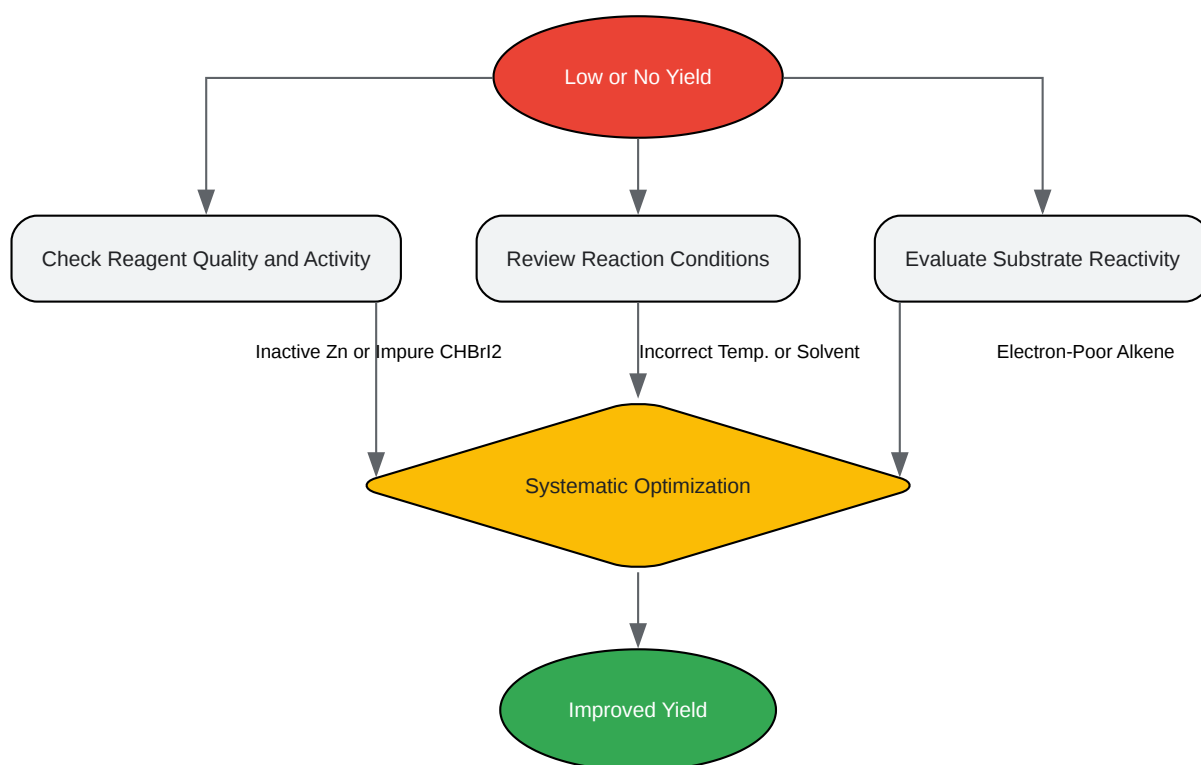 Low or No Yield
Check Reagent Quality and Activity
Review Reaction Conditions
Evaluate Substrate Reactivity
Inactive Zn or Impure CHBrI2
Incorrect Temp. or Solvent
Electron-Poor Alkene
Systematic Optimization
Improved Yield